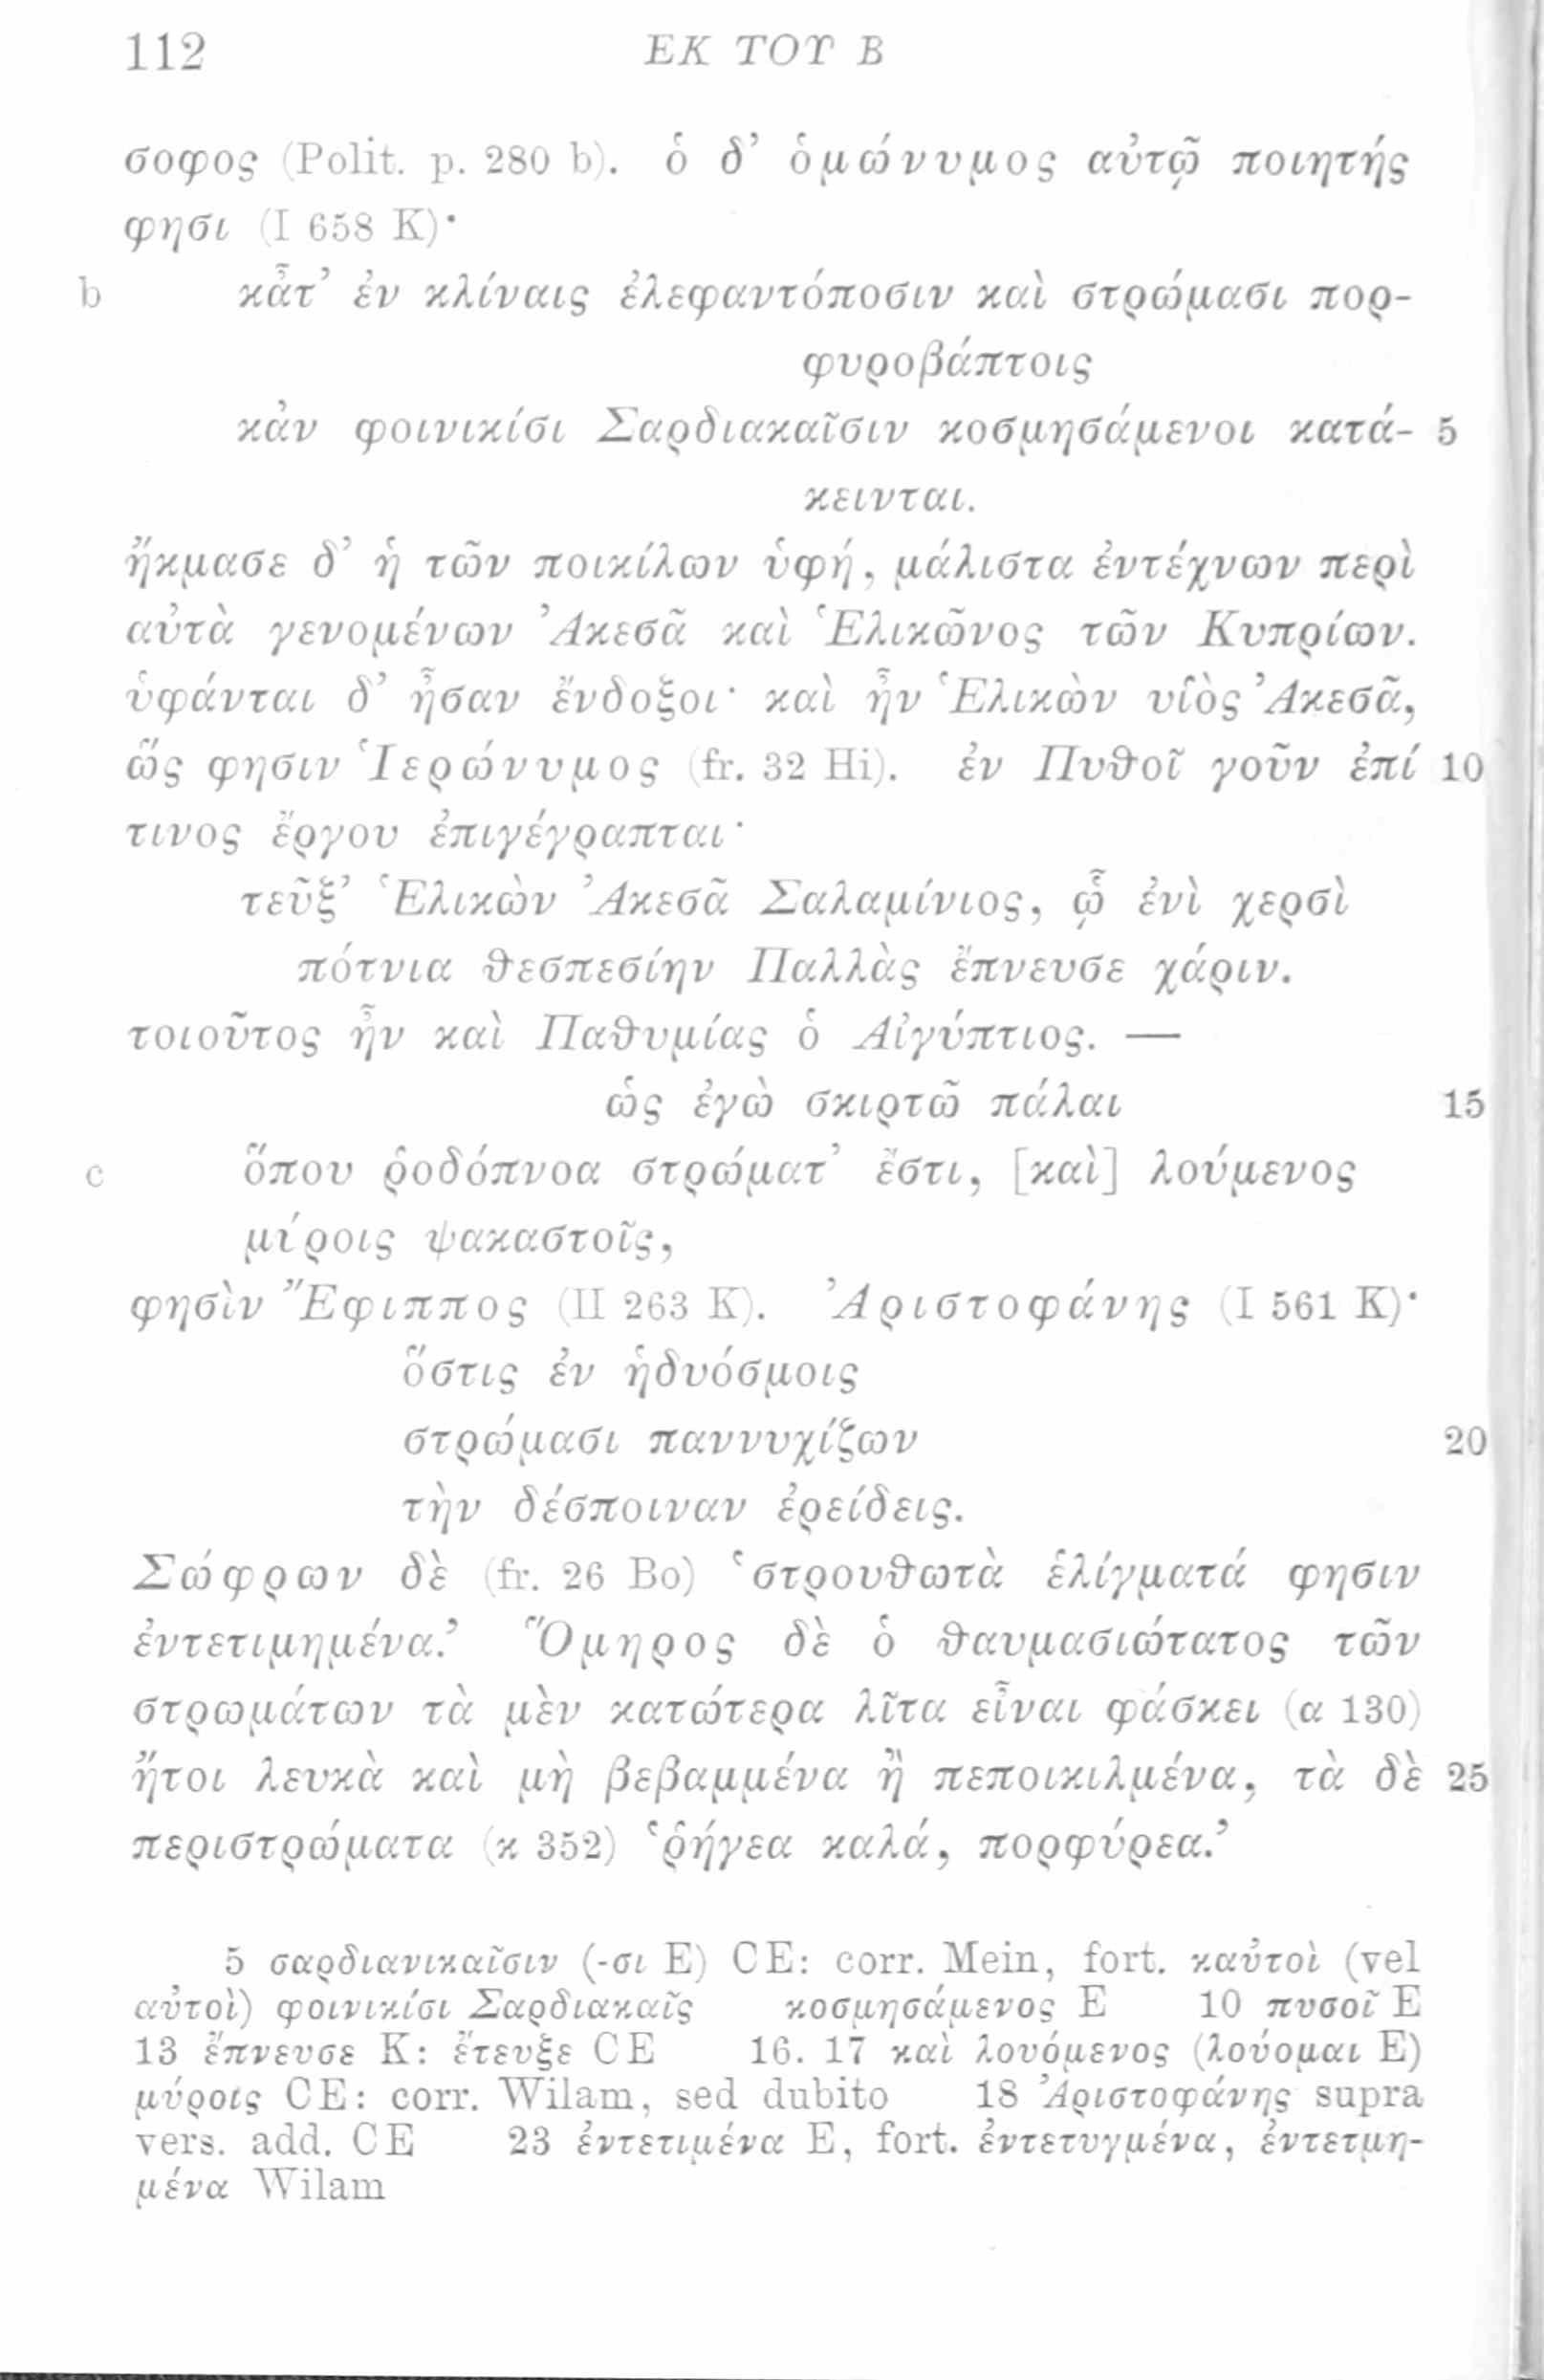 112 ΕΚ ΤΟΥ Β
σοφος (Polit. p. 280 b). ὁ δ’ ὁμώνυμος αὐτῷ ποιητής
φησι (I 658 K)·
b κᾆτ’ ἐν κλίναις ἐλεφαντόποσιν καὶ στρώμασι πορ-
φυροβάπτοις
κἀν φοινικίσι Σαρδιακαῖσιν κοσμησάμενοι κατά- 5
κεινται.
ἤκμασε δ’ ἡ τῶν ποικίλων ὑφή, μάλιστα ἐντέχνων περὶ
αὐτὰ γενομένων Ἀκεσᾶ καὶ Ἑλικῶνος τῶν Κυπρίων.
ὑφάνται δ’ ἦσαν ἔνδοξοι· καὶ ἦν Ἑλικὼν υἱὸς Ἀκεσᾶ,
ὥς φησιν Ἱερώνυμος (fr. 32 Hi). ἐν Πυθοῖ γοῦν ἐπί 10
τινος ἔργου ἐπιγέγραπται·
τεῦξ’ Ἑλικὼν Ἀκεσᾶ Σαλαμίνιος, ᾧ ἐνὶ χερσὶ
πότνια θεσπεσίην Παλλὰς ἔπνευσε χάριν.
τοιοῦτος ἦν καὶ Παθυμίας ὁ Αἰγύπτιος. —
ὡς ἐγὼ σκιρτῶ πάλαι 15
c ὅπου ῥοδόπνοα στρώματ’ ἔστι, [καὶ] λούμενος
μύροις ψακαστοῖς,
φησὶν Ἔφιππος (II 263 K). Ἀριστοφάνης (I 561 K)·
ὅστις ἐν ἡδυόσμοις
στρώμασι παννυχίζων 20
τὴν δέσποιναν ἐρείδεις.
Σώφρων δὲ (fr. 26 Bo) ‘στρουθωτὰ ἑλίγματά φησιν
ἐντετιμημένα.’ Ὅμηρος δὲ ὁ θαυμασιώτατος τῶν
στρωμάτων τὰ μὲν κατώτερα λῖτα εἶναι φάσκει (α 130)
ἤτοι λευκὰ καὶ μὴ βεβαμμένα ἢ πεποικιλμένα, τὰ δὲ 25
περιστρώματα (κ 352) ‘ῥήγεα καλά, πορφύρεα.’
5 σαρδιανικαῖσιν (-σι E) CE: corr. Mein, fort. καὐτοὶ (vel
αὐτοὶ) φοινικίσι Σαρδιακαῖς κοσμησάμενος E 10 πυσοῖ E
13 ἔπνευσε K: ἔτευξε CE 16. 17 καὶ λουόμενος (λούομαι E)
μύροις CE: corr. Wilam, sed dubito 18 Ἀριστοφάνης supra
vers. add. CE 23 ἐντετιμένα E, fort. ἐντετυγμένα, ἐντετμη-
μένα Wilam